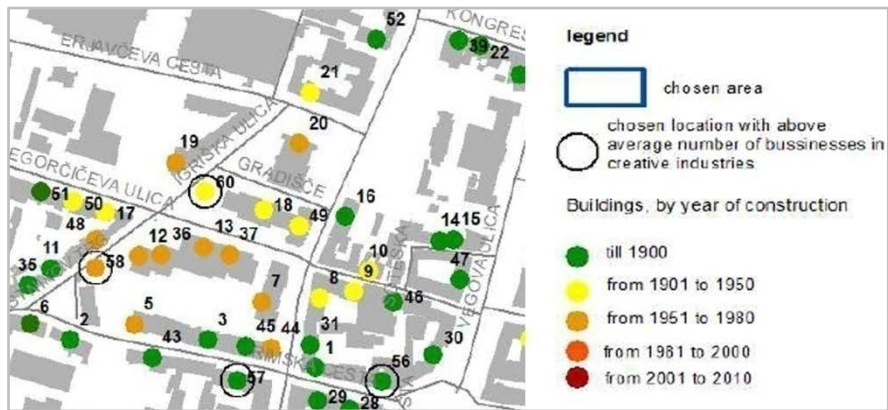 52
KONGRES
39
22
ERJAVČEVA CESTA
21
20
19
IGRIŠKA ULICA
GRADIŠČE
EGORČIČEVA ULICA
60
51
50
17
18
49
16
14
15
48
12
36
13
37
10
9
47
VEGOVA ULICA
11
58
35
7
8
46
6
2
5
43
3
45
44
31
1
30
RIMSKA CESTA
57
56
29
28
legend
chosen area
chosen location with above
average number of bussinesses in
creative industries
Buildings, by year of construction
till 1900
from 1901 to 1950
from 1951 to 1980
from 1981 to 2000
from 2001 to 2010